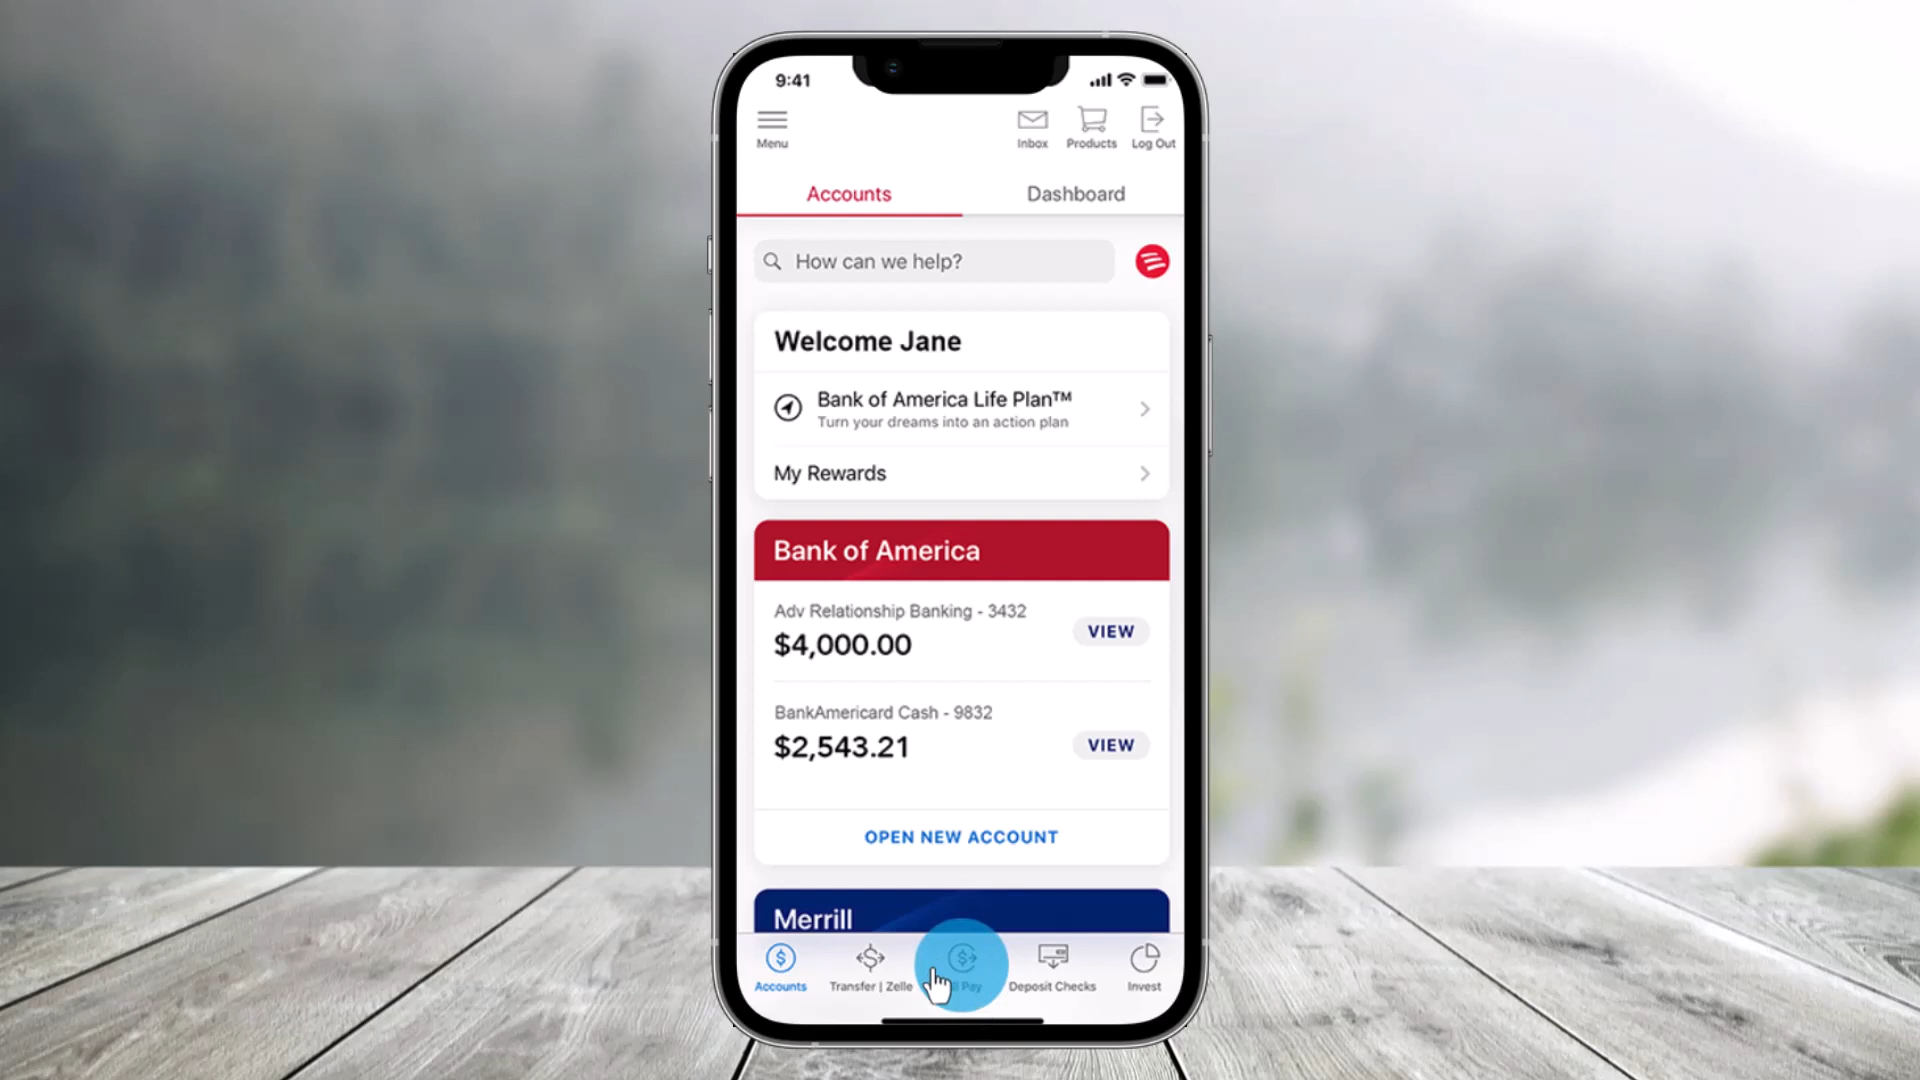 9:41
Menu
Inbox
Products
Log Out
Accounts
Dashboard
How can we help?
Welcome Jane
Bank of America Life Plan™
Turn your dreams into an action plan
My Rewards
Bank of America
Adv Relationship Banking - 3432
$4,000.00
VIEW
BankAmericard Cash - 9832
$2,543.21
VIEW
OPEN NEW ACCOUNT
Merrill
Accounts
Transfer | Zelle
Pay
Deposit Checks
Invest